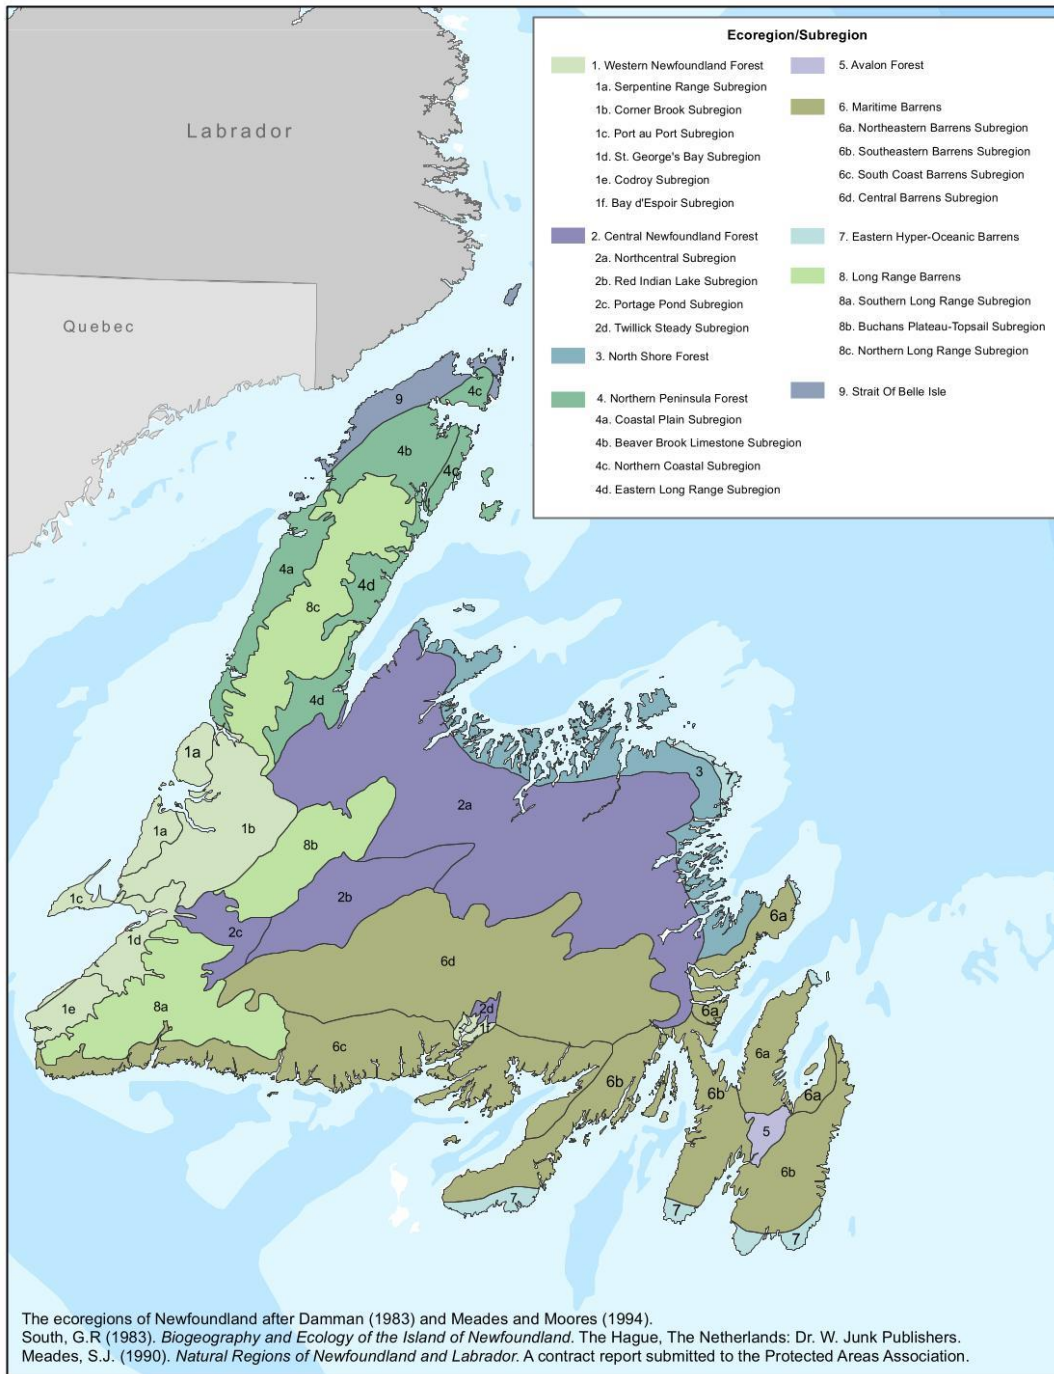 Ecoregion/Subregion
1. Western Newfoundland Forest
1a. Serpentine Range Subregion
1b. Corner Brook Subregion
1c. Port au Port Subregion
1d. St. George's Bay Subregion
1e. Codroy Subregion
1f. Bay d'Espoir Subregion
2. Central Newfoundland Forest
2a. Northcentral Subregion
2b. Red Indian Lake Subregion
2c. Portage Pond Subregion
2d. Twillick Steady Subregion
3. North Shore Forest
4. Northern Peninsula Forest
4a. Coastal Plain Subregion
4b. Beaver Brook Limestone Subregion
4c. Northern Coastal Subregion
4d. Eastern Long Range Subregion
5. Avalon Forest
6. Maritime Barrens
6a. Northeastern Barrens Subregion
6b. Southeastern Barrens Subregion
6c. South Coast Barrens Subregion
6d. Central Barrens Subregion
7. Eastern Hyper-Oceanic Barrens
8. Long Range Barrens
8a. Southern Long Range Subregion
8b. Buchans Plateau-Topsail Subregion
8c. Northern Long Range Subregion
9. Strait Of Belle Isle
Labrador
Quebec
9
4c
4b
4c
4a
4d
8c
4d
1a
3
7
2a
1a
1b
8b
1c
2b
6a
2c
1d
6d
1e
8a
2d
6a
1f
6c
6a
6b
6b
6a
5
6b
7
7
7
The ecoregions of Newfoundland after Damman (1983) and Meades and Moores (1994).
South, G.R (1983). Biogeography and Ecology of the Island of Newfoundland. The Hague, The Netherlands: Dr. W. Junk Publishers.
Meades, S.J. (1990). Natural Regions of Newfoundland and Labrador. A contract report submitted to the Protected Areas Association.